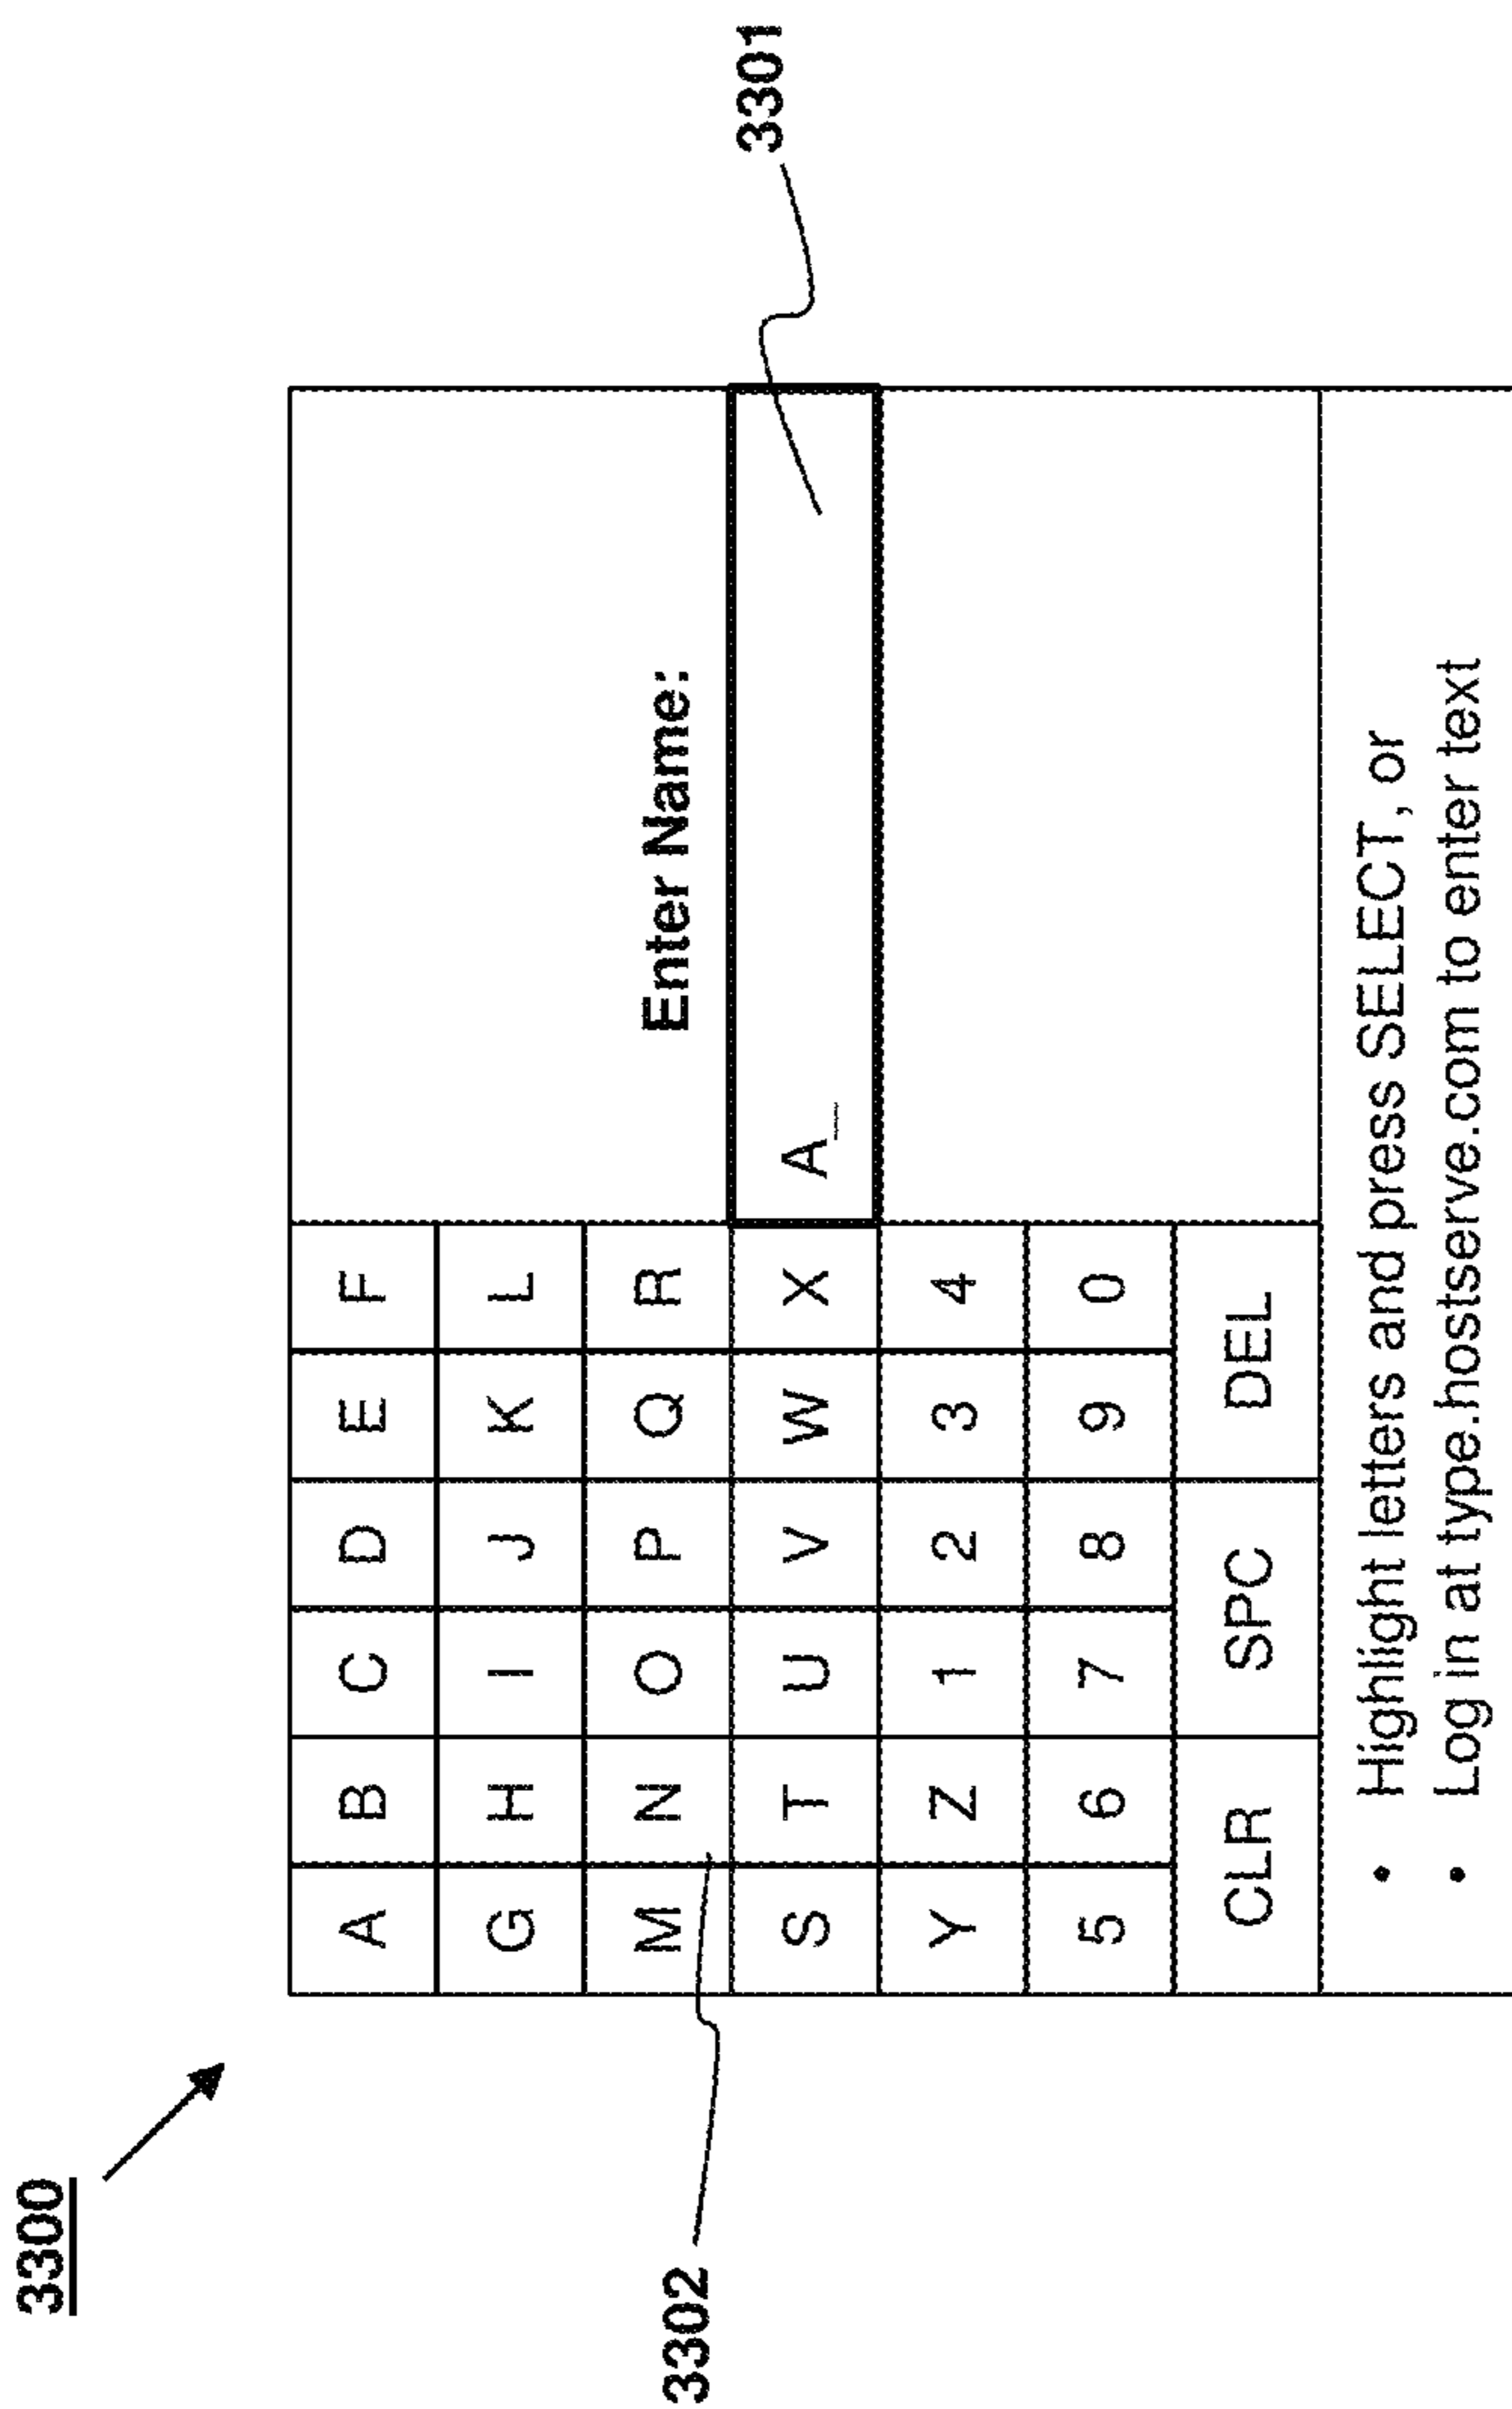 3300
A B C D E F
G H I J K L
M N O P Q R
Enter Name:
S T U V W X
A_
Y Z 1 2 3 4
5 6 7 8 9 0
CLR SPC DEL
• Highlight letters and press SELECT, or
• Log in at type.hostserve.com to enter text
3302
3301